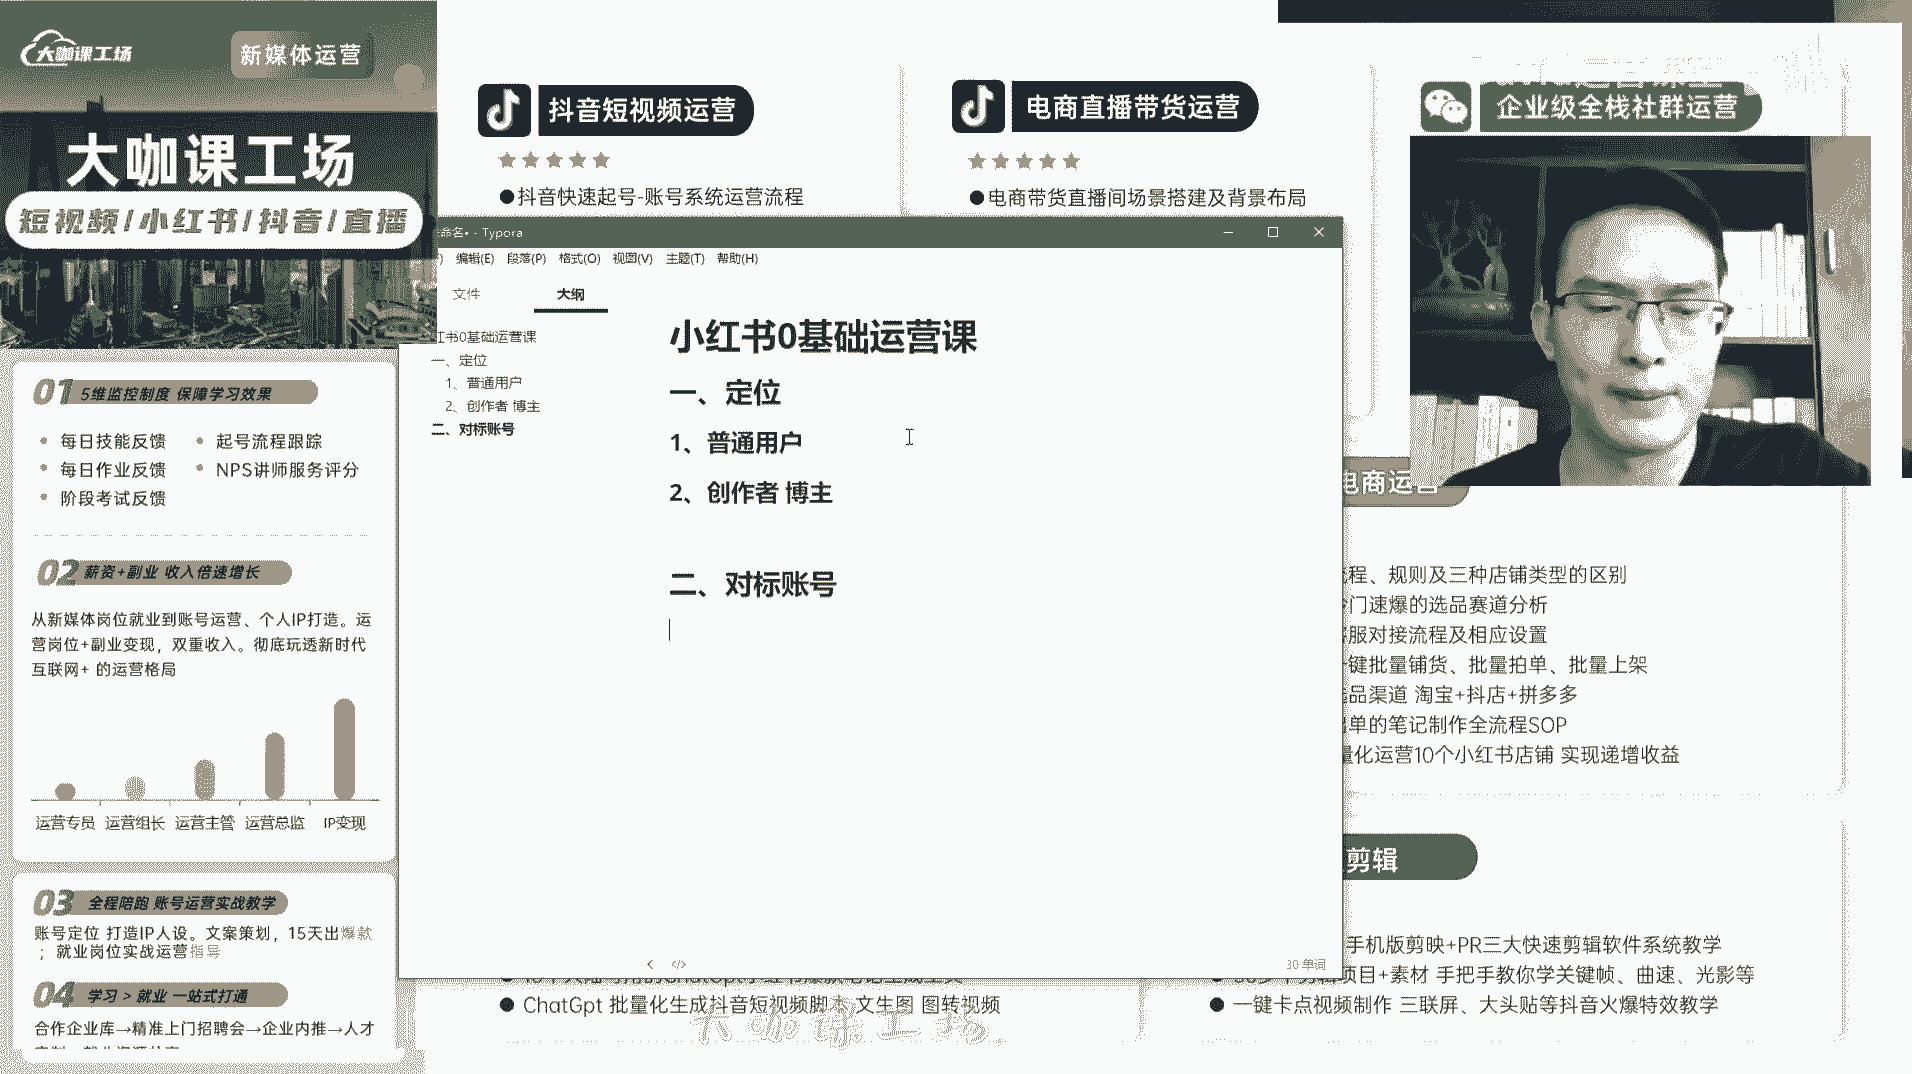 大咖课工场
新媒体运营
大咖课工场
短视频/小红书/抖音/直播
01 5维监控制度 保障学习效果
每日技能反馈
起号流程跟踪
每日作业反馈
NPS讲师服务评分
阶段考试反馈
02 薪资+副业 收入倍速增长
从新媒体岗位就业到账号运营、个人IP打造。运
营岗位+副业变现，双重收入。彻底玩透新时代
互联网+ 的运营格局
运营专员 运营组长 运营主管 运营总监 IP变现
03 全程陪跑 账号运营实战教学
账号定位 打造IP人设。文案策划，15天出爆款
；就业岗位实战运营指导
04 学习 > 就业 一站式打通
合作企业库→精准上门招聘会→企业内推→人才
抖音短视频运营
●抖音快速起号-账号系统运营流程
电商直播带货运营
●电商带货直播间场景搭建及背景布局
企业级全栈社群运营
命名• - Typora
编辑(E) 段落(P) 格式(O) 视图(V) 主题(T) 帮助(H)
文件
大纲
红书0基础运营课
一、定位
1、普通用户
2、创作者 博主
二、对标账号
小红书0基础运营课
一、定位
1、普通用户
2、创作者 博主
二、对标账号
30 单词
电商运营
流程、规则及三种店铺类型的区别
门速爆的选品赛道分析
客服对接流程及相应设置
一键批量铺货、批量拍单、批量上架
选品渠道 淘宝+抖店+拼多多
出单的笔记制作全流程SOP
量化运营10个小红书店铺 实现递增收益
剪辑
手机版剪映+PR三大快速剪辑软件系统教学
项目+素材 手把手教你学关键帧、曲速、光影等
● 一键卡点视频制作 三联屏、大头贴等抖音火爆特效教学
● ChatGpt 批量化生成抖音短视频脚本 文生图 图转视频
大咖课工场